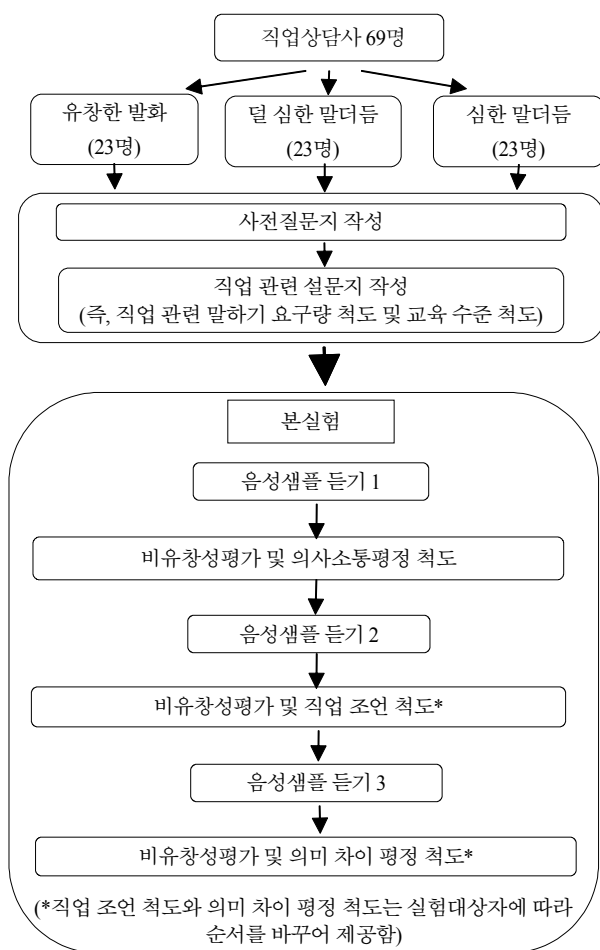 직업상담사 69명
유창한 발화
(23명)
덜 심한 말더듬
(23명)
심한 말더듬
(23명)
사전질문지 작성
직업 관련 설문지 작성
(즉, 직업 관련 말하기 요구량 척도 및 교육 수준 척도)
본실험
음성샘플 듣기 1
비유창성평가 및 의사소통평정 척도
음성샘플 듣기 2
비유창성평가 및 직업 조언 척도*
음성샘플 듣기 3
비유창성평가 및 의미 차이 평정 척도*
(*직업 조언 척도와 의미 차이 평정 척도는 실험대상자에 따라
순서를 바꾸어 제공함)